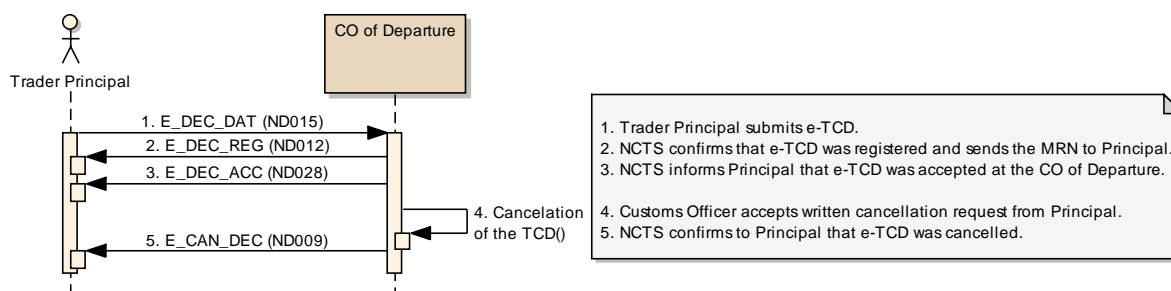 CO of Departure
Trader Principal
1. E_DEC_DAT (ND015)
2. E_DEC_REG (ND012)
3. E_DEC_ACC (ND028)
4. Cancelation
of the TCD()
5. E_CAN_DEC (ND009)
1. Trader Principal submits e-TCD.
2. NCTS confirms that e-TCD was registered and sends the MRN to Principal.
3. NCTS informs Principal that e-TCD was accepted at the CO of Departure.
4. Customs Officer accepts written cancellation request from Principal.
5. NCTS confirms to Principal that e-TCD was cancelled.